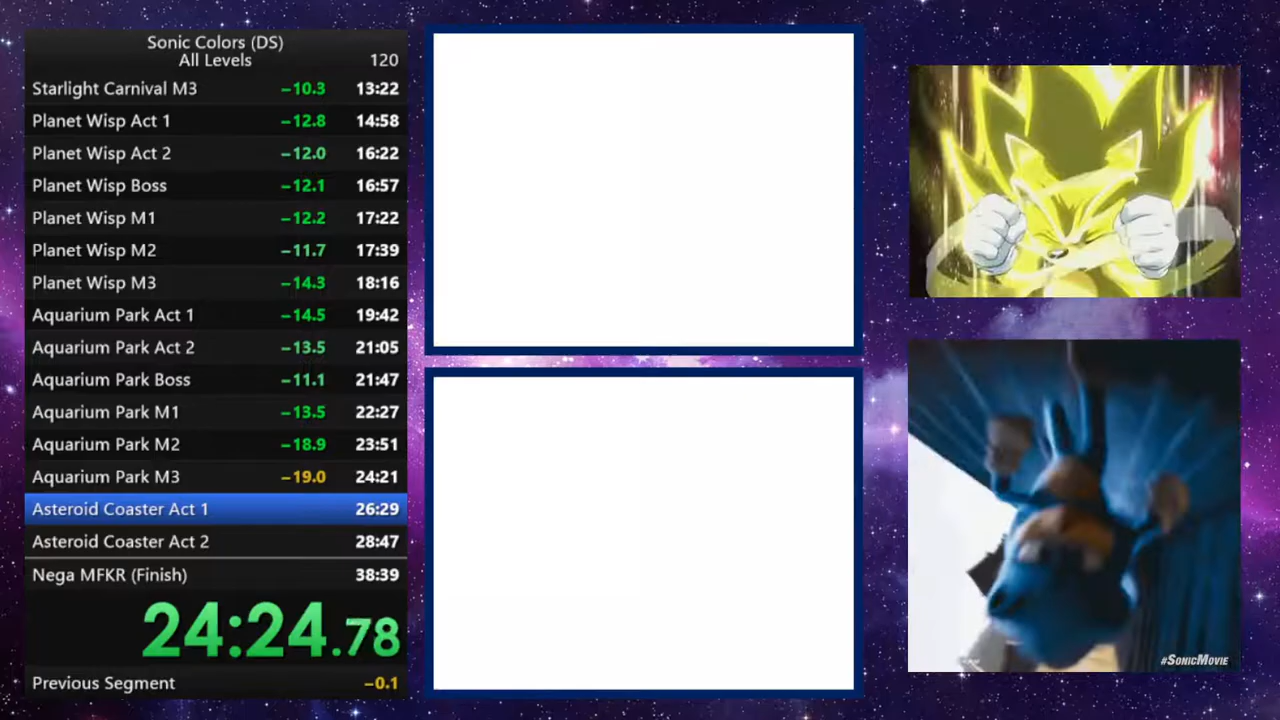 Sonic Colors (DS)
All Levels 120
Starlight Carnival M3 −10.3 13:22
Planet Wisp Act 1 −12.8 14:58
Planet Wisp Act 2 −12.0 16:22
Planet Wisp Boss −12.1 16:57
Planet Wisp M1 −12.2 17:22
Planet Wisp M2 −11.7 17:39
Planet Wisp M3 −14.3 18:16
Aquarium Park Act 1 −14.5 19:42
Aquarium Park Act 2 −13.5 21:05
Aquarium Park Boss −11.1 21:47
Aquarium Park M1 −13.5 22:27
Aquarium Park M2 −18.9 23:51
Aquarium Park M3 −19.0 24:21
Asteroid Coaster Act 1 26:29
Asteroid Coaster Act 2 28:47
Nega MFKR (Finish) 38:39
24:24.78
Previous Segment −0.1
#SONICMOVIE